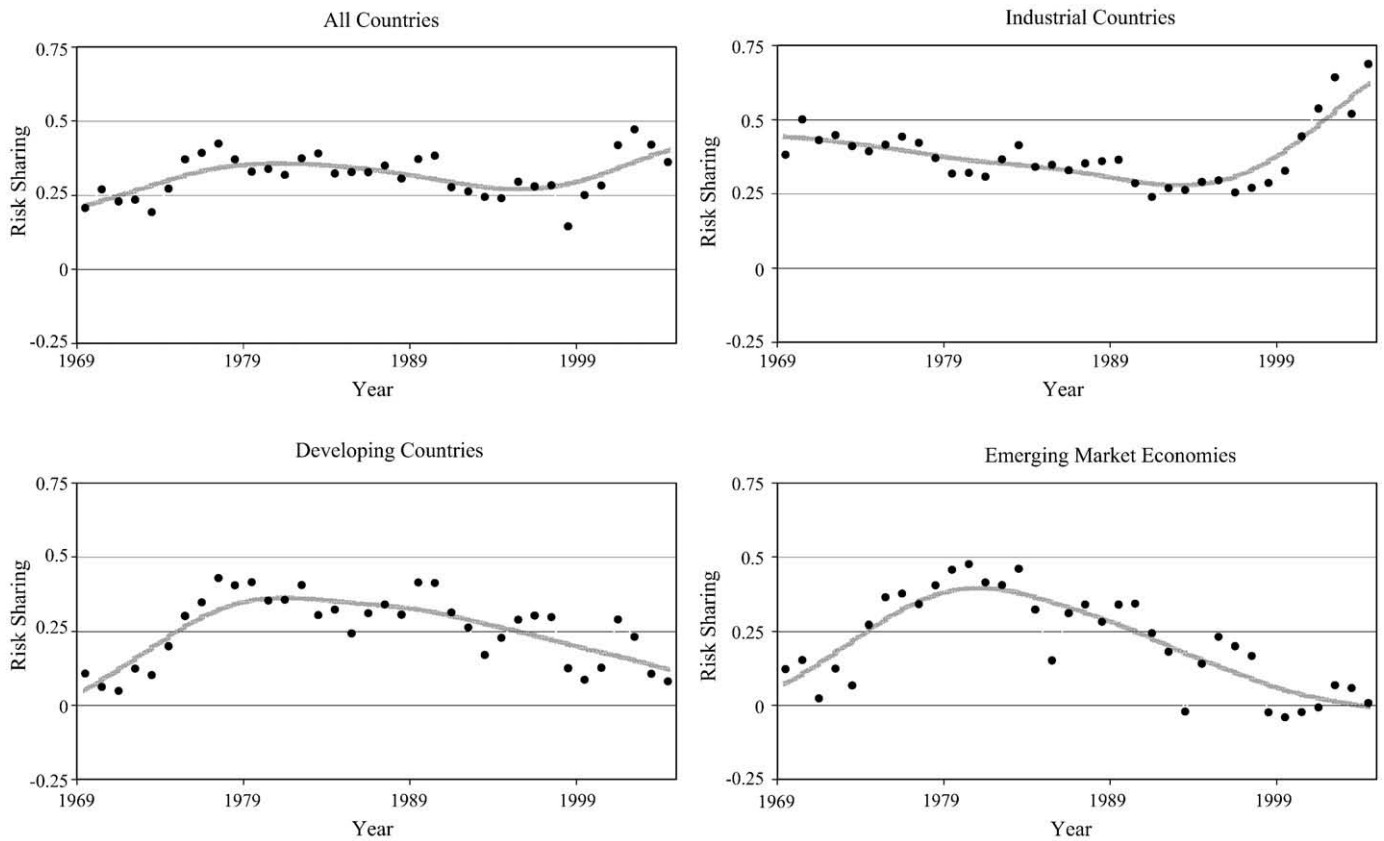 All Countries
0.75
0.5
0.25
0
-0.25
Risk Sharing
1969 1979 1989 1999
Year
Industrial Countries
0.75
0.5
0.25
0
-0.25
Risk Sharing
1969 1979 1989 1999
Year
Developing Countries
0.75
0.5
0.25
0
-0.25
Risk Sharing
1969 1979 1989 1999
Year
Emerging Market Economies
0.75
0.5
0.25
0
-0.25
Risk Sharing
1969 1979 1989 1999
Year